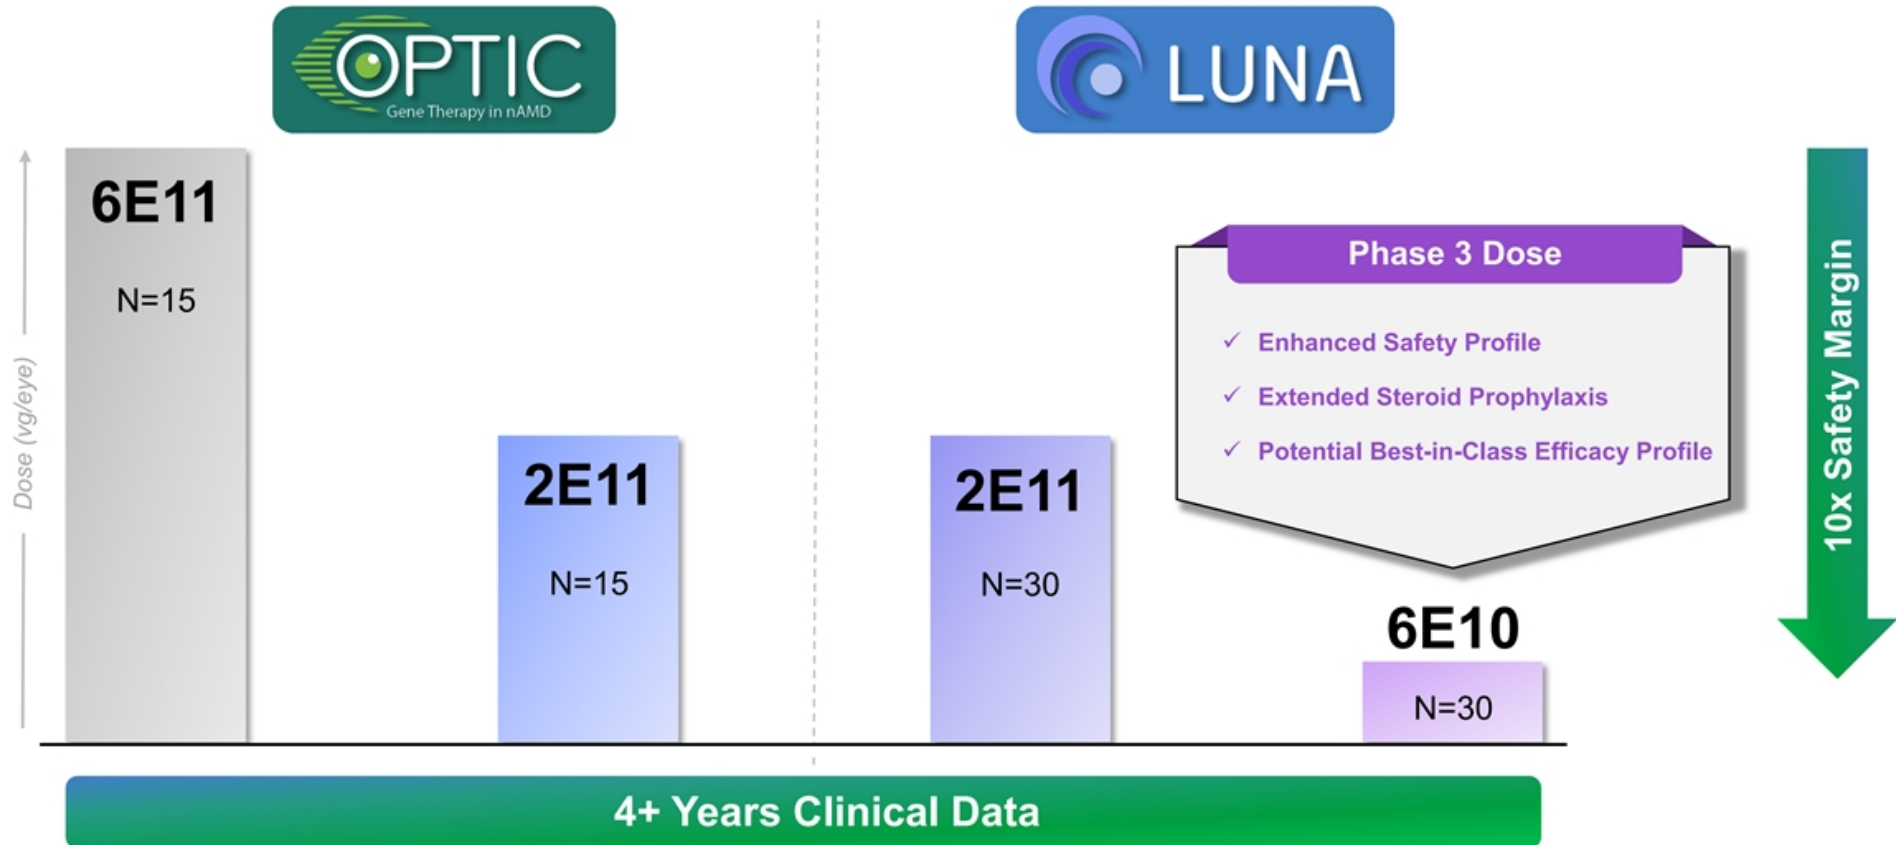 OPTIC
Gene Therapy in nAMD
LUNA
Dose (vg/eye)
6E11
N=15
2E11
N=15
2E11
N=30
Phase 3 Dose
✓ Enhanced Safety Profile
✓ Extended Steroid Prophylaxis
✓ Potential Best-in-Class Efficacy Profile
6E10
N=30
10x Safety Margin
4+ Years Clinical Data